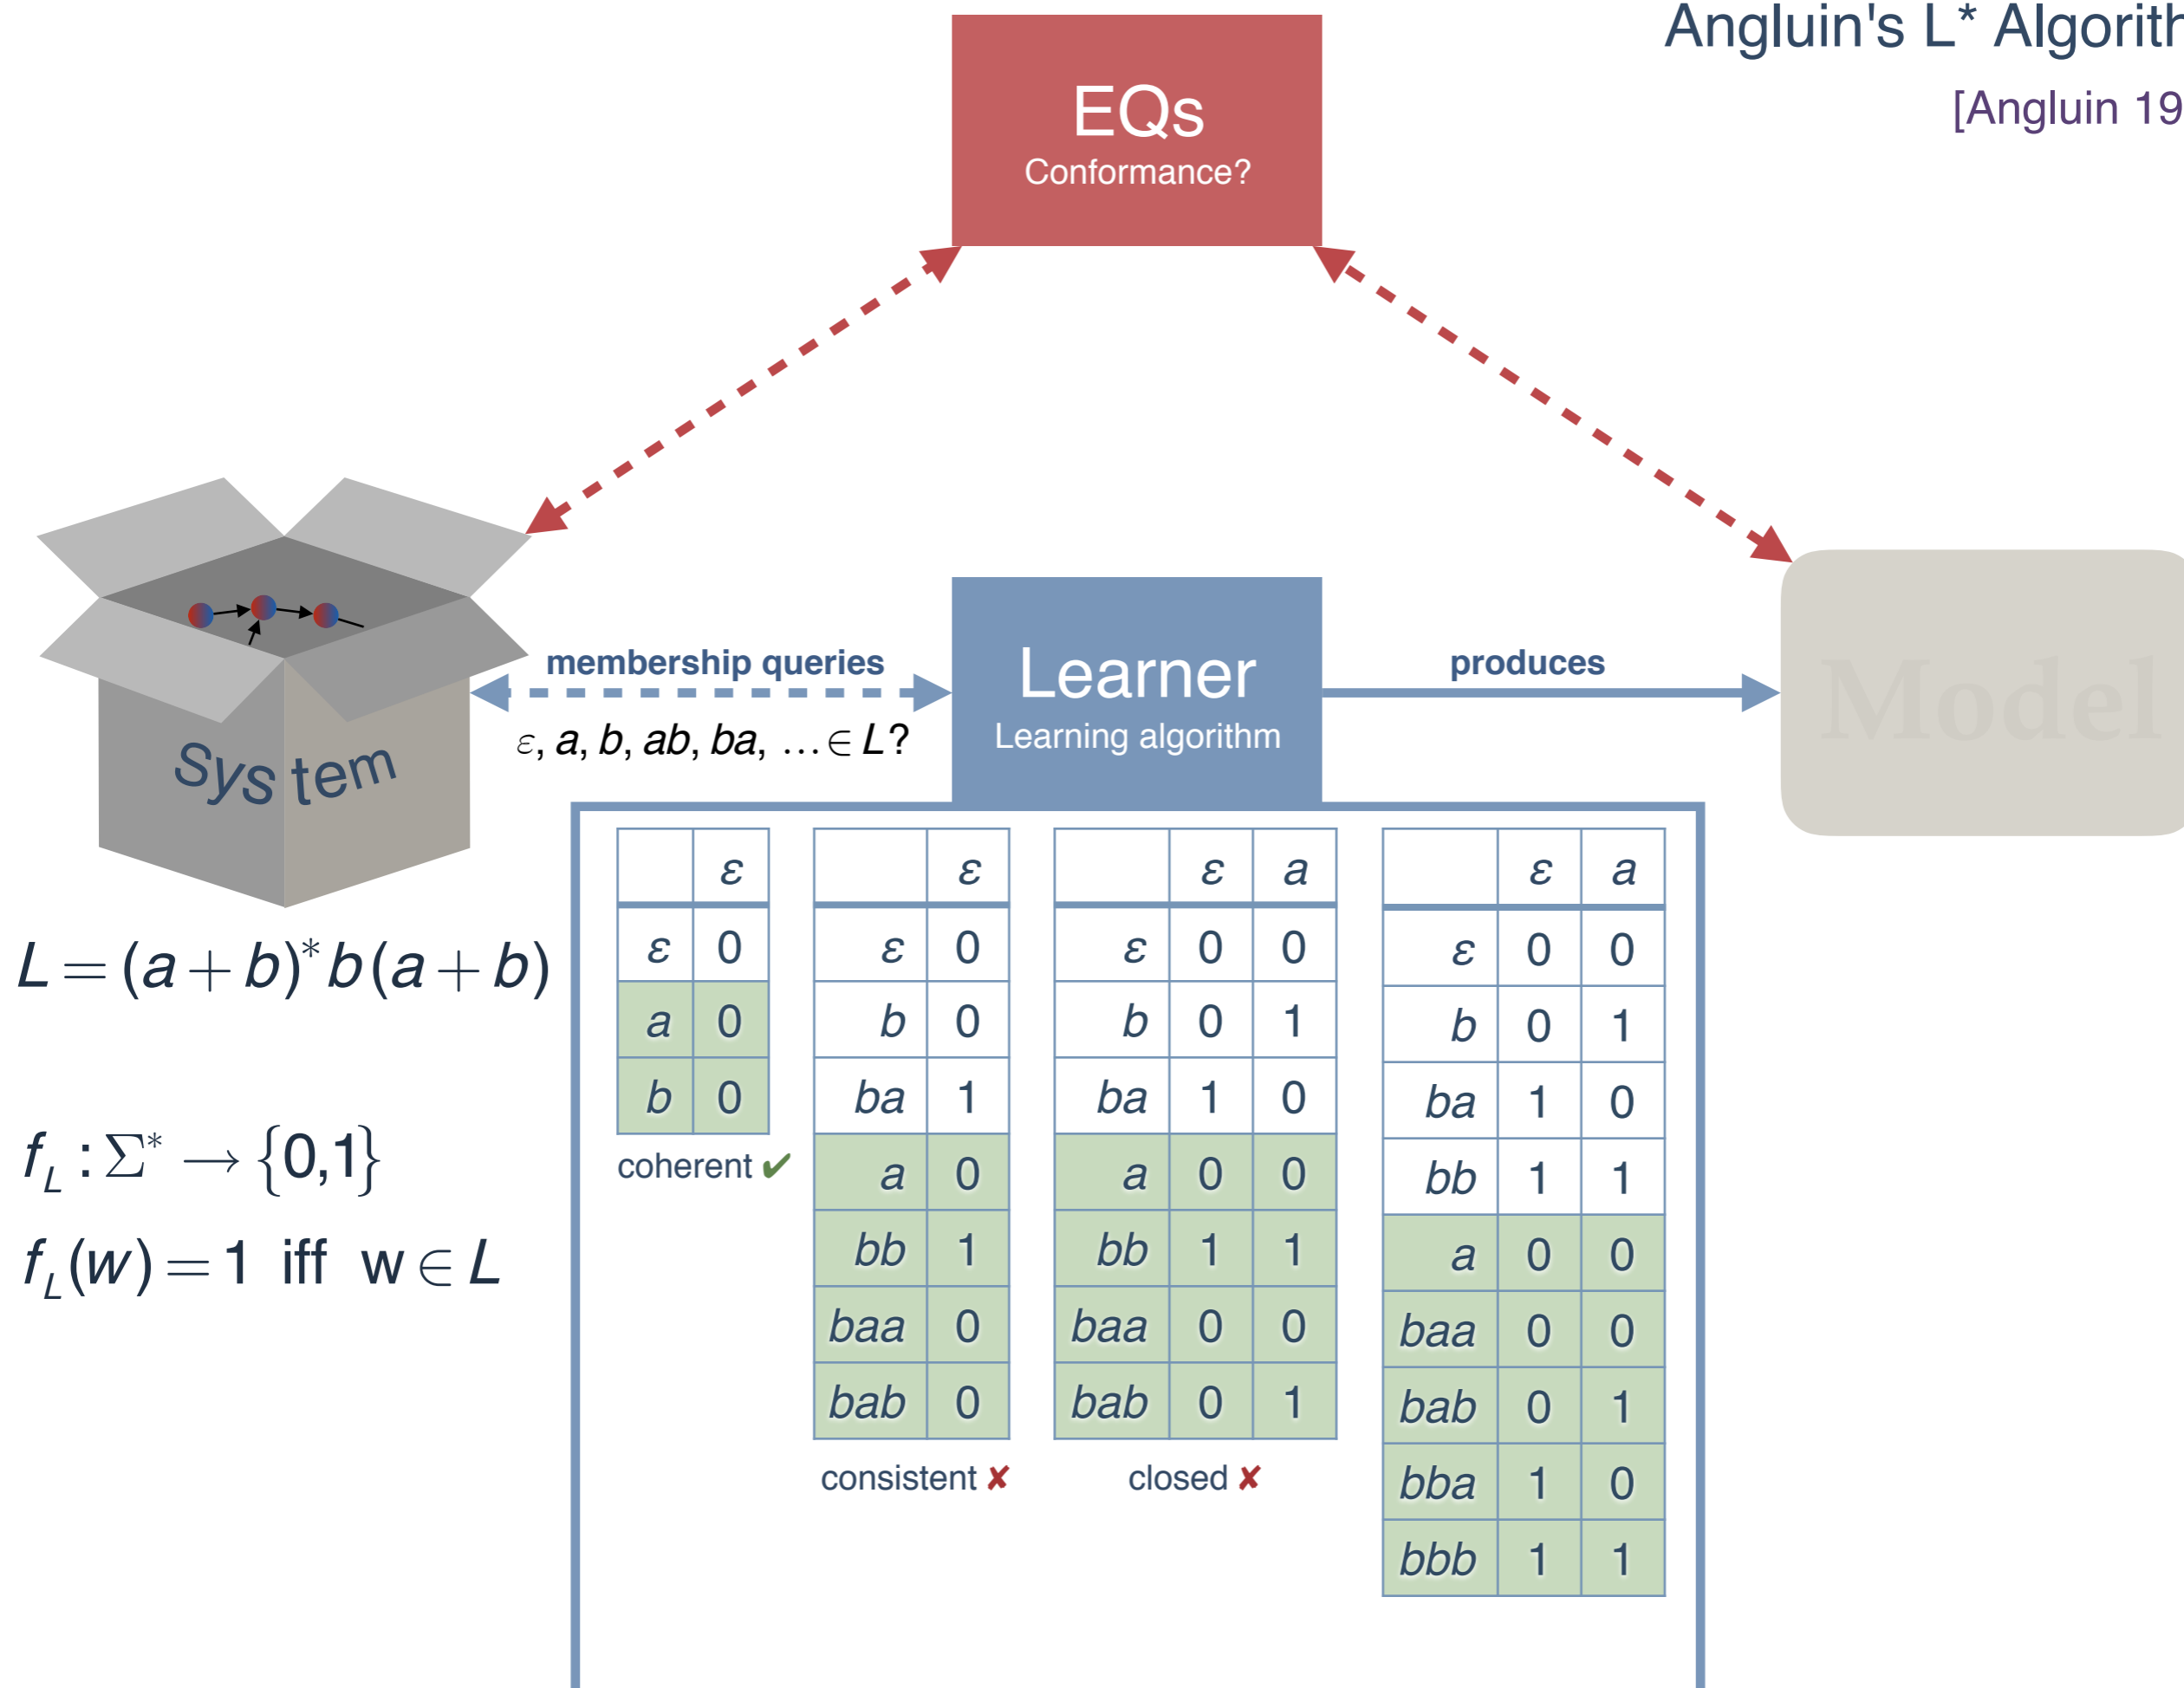 Angluin's L* Algorith
[Angluin 19
EQs
Conformance?
membership queries
ε, a, b, ab, ba, … ∈ L?
Learner
Learning algorithm
produces
Model
System
L = (a + b)* b (a + b)
f_L : Σ* → {0,1}
f_L(w) = 1 iff w ∈ L
ε
ε 0
a 0
b 0
coherent ✔
ε
ε 0
b 0
ba 1
a 0
bb 1
baa 0
bab 0
consistent ✘
ε a
ε 0 0
b 0 1
ba 1 0
a 0 0
bb 1 1
baa 0 0
bab 0 1
closed ✘
ε a
ε 0 0
b 0 1
ba 1 0
bb 1 1
a 0 0
baa 0 0
bab 0 1
bba 1 0
bbb 1 1